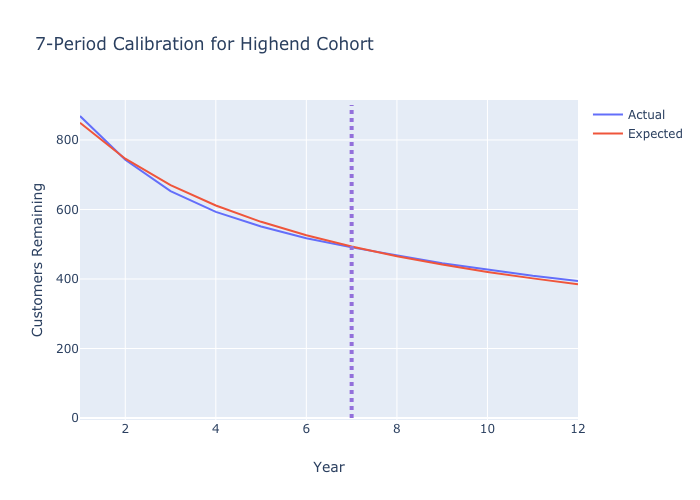 7-Period Calibration for Highend Cohort
Actual
Expected
Customers Remaining
800
600
400
200
0
2
4
6
8
10
12
Year